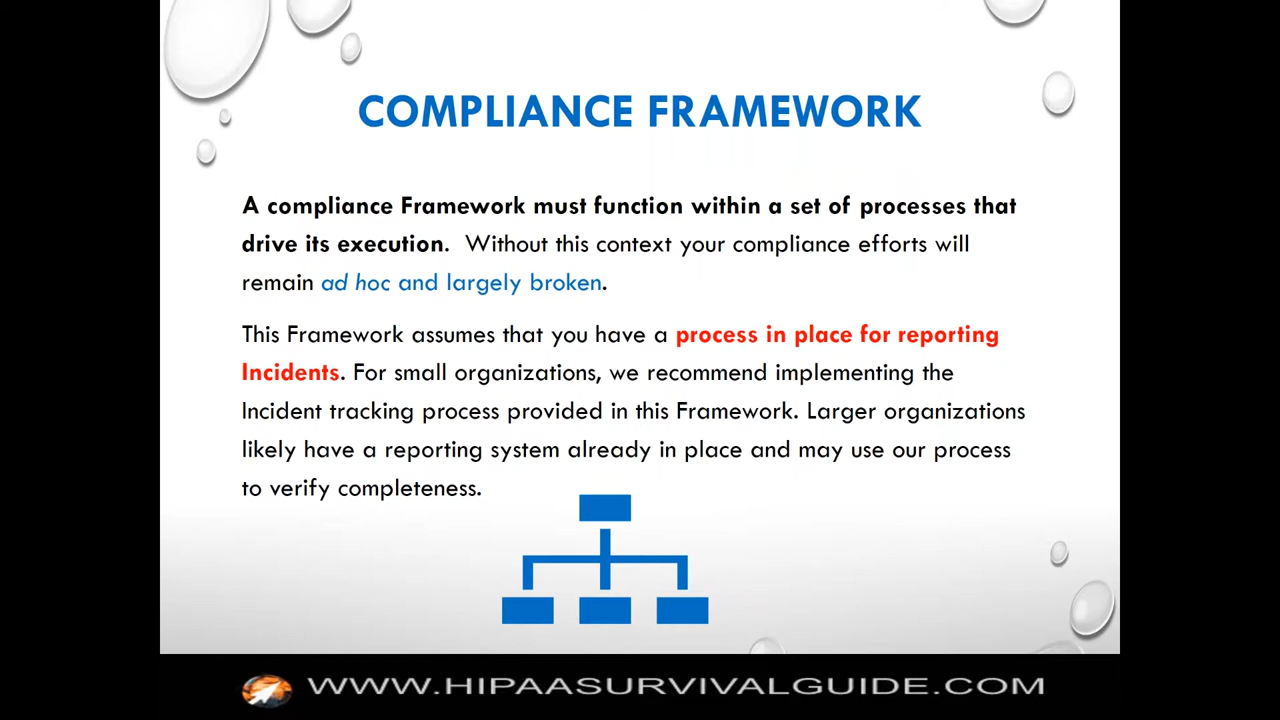 COMPLIANCE FRAMEWORK
A compliance Framework must function within a set of processes that
drive its execution. Without this context your compliance efforts will
remain ad hoc and largely broken.
This Framework assumes that you have a process in place for reporting
Incidents. For small organizations, we recommend implementing the
Incident tracking process provided in this Framework. Larger organizations
likely have a reporting system already in place and may use our process
to verify completeness.
WWW.HIPAASURVIVALGUIDE.COM